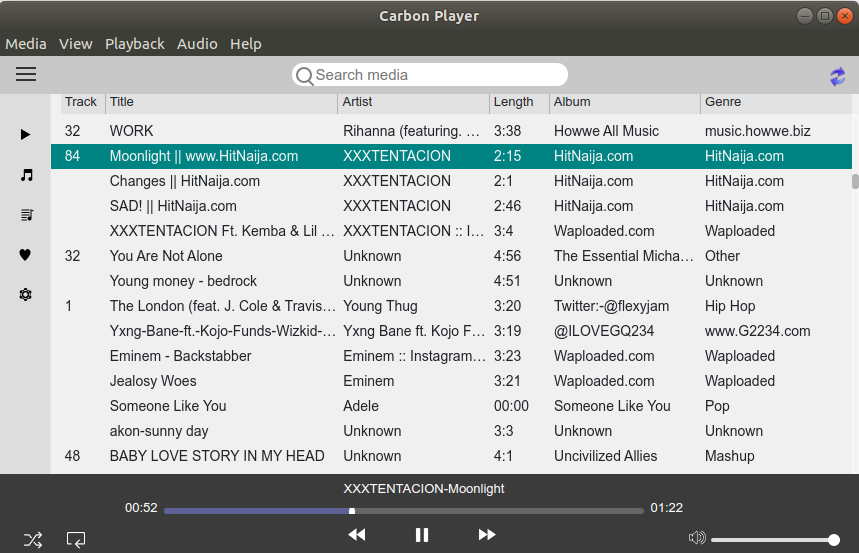 Carbon Player
Media View Playback Audio Help
Search media
Track Title Artist Length Album Genre
32 WORK Rihanna (featuring. … 3:38 Howwe All Music music.howwe.biz
84 Moonlight || www.HitNaija.com XXXTENTACION 2:15 HitNaija.com HitNaija.com
Changes || HitNaija.com XXXTENTACION 2:1 HitNaija.com HitNaija.com
SAD! || HitNaija.com XXXTENTACION 2:46 HitNaija.com HitNaija.com
XXXTENTACION Ft. Kemba & Lil … XXXTENTACION :: I… 3:4 Waploaded.com Waploaded
32 You Are Not Alone Unknown 4:56 The Essential Micha… Other
Young money - bedrock Unknown 4:51 Unknown Unknown
1 The London (feat. J. Cole & Travis… Young Thug 3:20 Twitter:-@flexyjam Hip Hop
Yxng-Bane-ft.-Kojo-Funds-Wizkid-… Yxng Bane ft. Kojo F… 3:19 @ILOVEGQ234 www.G2234.com
Eminem - Backstabber Eminem :: Instagram… 3:23 Waploaded.com Waploaded
Jealosy Woes Eminem 3:21 Waploaded.com Waploaded
Someone Like You Adele 00:00 Someone Like You Pop
akon-sunny day Unknown 3:3 Unknown Unknown
48 BABY LOVE STORY IN MY HEAD Unknown 4:1 Uncivilized Allies Mashup
XXXTENTACION-Moonlight
00:52 01:22